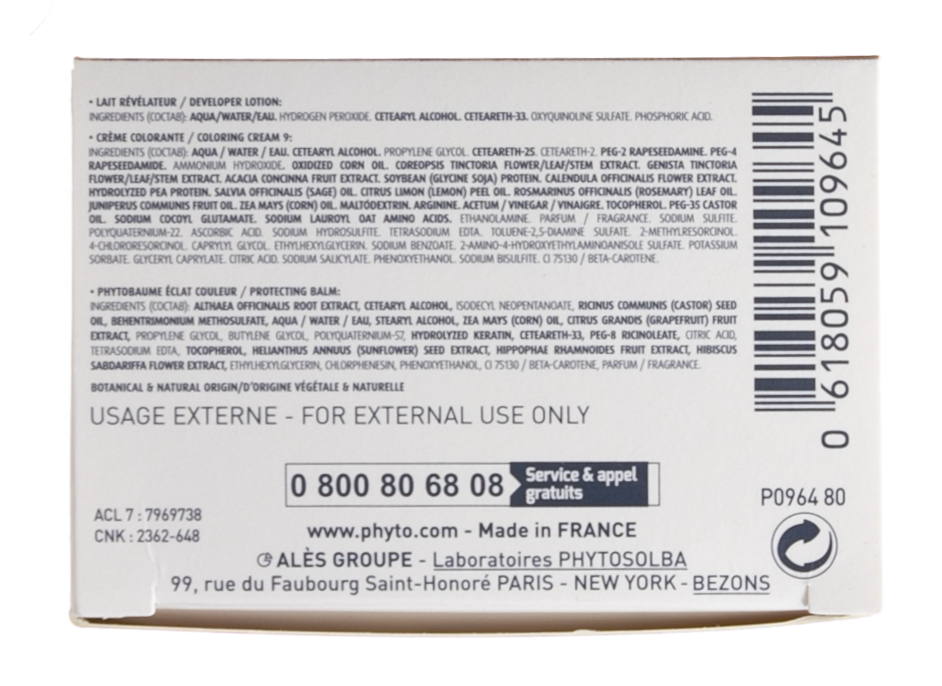 • LAIT RÉVÉLATEUR / DEVELOPER LOTION:
INGREDIENTS (COCTA8): AQUA/WATER/EAU. HYDROGEN PEROXIDE. CETEARYL ALCOHOL. CETEARETH-33. OXYQUINOLINE SULFATE. PHOSPHORIC ACID.
• CRÈME COLORANTE / COLORING CREAM 9:
INGREDIENTS (COCTA8): AQUA / WATER / EAU. CETEARYL ALCOHOL. PROPYLENE GLYCOL. CETEARETH-25. CETEARETH-2. PEG-2 RAPESEEDAMINE. PEG-4
RAPESEEDAMIDE. AMMONIUM HYDROXIDE. OXIDIZED CORN OIL. COREOPSIS TINCTORIA FLOWER/LEAF/STEM EXTRACT. GENISTA TINCTORIA
FLOWER/LEAF/STEM EXTRACT. ACACIA CONCINNA FRUIT EXTRACT. SOYBEAN (GLYCINE SOJA) PROTEIN. CALENDULA OFFICINALIS FLOWER EXTRACT.
HYDROLYZED PEA PROTEIN. SALVIA OFFICINALIS (SAGE) OIL. CITRUS LIMON (LEMON) PEEL OIL. ROSMARINUS OFFICINALIS (ROSEMARY) LEAF OIL.
JUNIPERUS COMMUNIS FRUIT OIL. ZEA MAYS (CORN) OIL. MALTODEXTRIN. ARGININE. ACETUM / VINEGAR / VINAIGRE. TOCOPHEROL. PEG-35 CASTOR
OIL. SODIUM COCOYL GLUTAMATE. SODIUM LAUROYL OAT AMINO ACIDS. ETHANOLAMINE. PARFUM / FRAGRANCE. SODIUM SULFITE.
POLYQUATERNIUM-22. ASCORBIC ACID. SODIUM HYDROSULFITE. TETRASODIUM EDTA. TOLUENE-2,5-DIAMINE SULFATE. 2-METHYLRESORCINOL.
4-CHLORORESORCINOL. CAPRYLYL GLYCOL. ETHYLHEXYLGLYCERIN. SODIUM BENZOATE. 2-AMINO-4-HYDROXYETHYLAMINOANISOLE SULFATE. POTASSIUM
SORBATE. GLYCERYL CAPRYLATE. CITRIC ACID. SODIUM SALICYLATE. PHENOXYETHANOL. SODIUM BISULFITE. CI 75130 / BETA-CAROTENE.
• PHYTOBAUME ÉCLAT COULEUR / PROTECTING BALM:
INGREDIENTS (COCTA8): ALTHAEA OFFICINALIS ROOT EXTRACT, CETEARYL ALCOHOL, ISODECYL NEOPENTANOATE, RICINUS COMMUNIS (CASTOR) SEED
OIL, BEHENTRIMONIUM METHOSULFATE, AQUA / WATER / EAU, STEARYL ALCOHOL, ZEA MAYS (CORN) OIL, CITRUS GRANDIS (GRAPEFRUIT) FRUIT
EXTRACT, PROPYLENE GLYCOL, BUTYLENE GLYCOL, POLYQUATERNIUM-57, HYDROLYZED KERATIN, CETEARETH-33, PEG-8 RICINOLEATE, CITRIC ACID,
TETRASODIUM EDTA, TOCOPHEROL, HELIANTHUS ANNUUS (SUNFLOWER) SEED EXTRACT, HIPPOPHAE RHAMNOIDES FRUIT EXTRACT, HIBISCUS
SABDARIFFA FLOWER EXTRACT, ETHYLHEXYLGLYCERIN, CHLORPHENESIN, PHENOXYETHANOL, CI 75130 / BETA-CAROTENE, PARFUM / FRAGRANCE.
BOTANICAL & NATURAL ORIGIN/D'ORIGINE VÉGÉTALE & NATURELLE
USAGE EXTERNE - FOR EXTERNAL USE ONLY
0 618059 109645
0 800 80 68 08 Service & appel
gratuits
P0964 80
ACL 7 : 7969738
CNK : 2362-648
www.phyto.com - Made in FRANCE
ALÈS GROUPE - Laboratoires PHYTOSOLBA
99, rue du Faubourg Saint-Honoré PARIS - NEW YORK - BEZONS